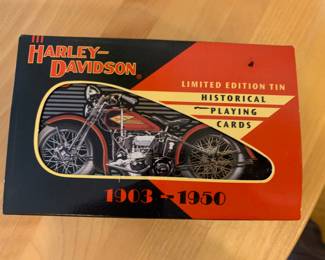 HARLEY-
DAVIDSON®
LIMITED EDITION TIN
HISTORICAL
PLAYING
CARDS
1903--1950